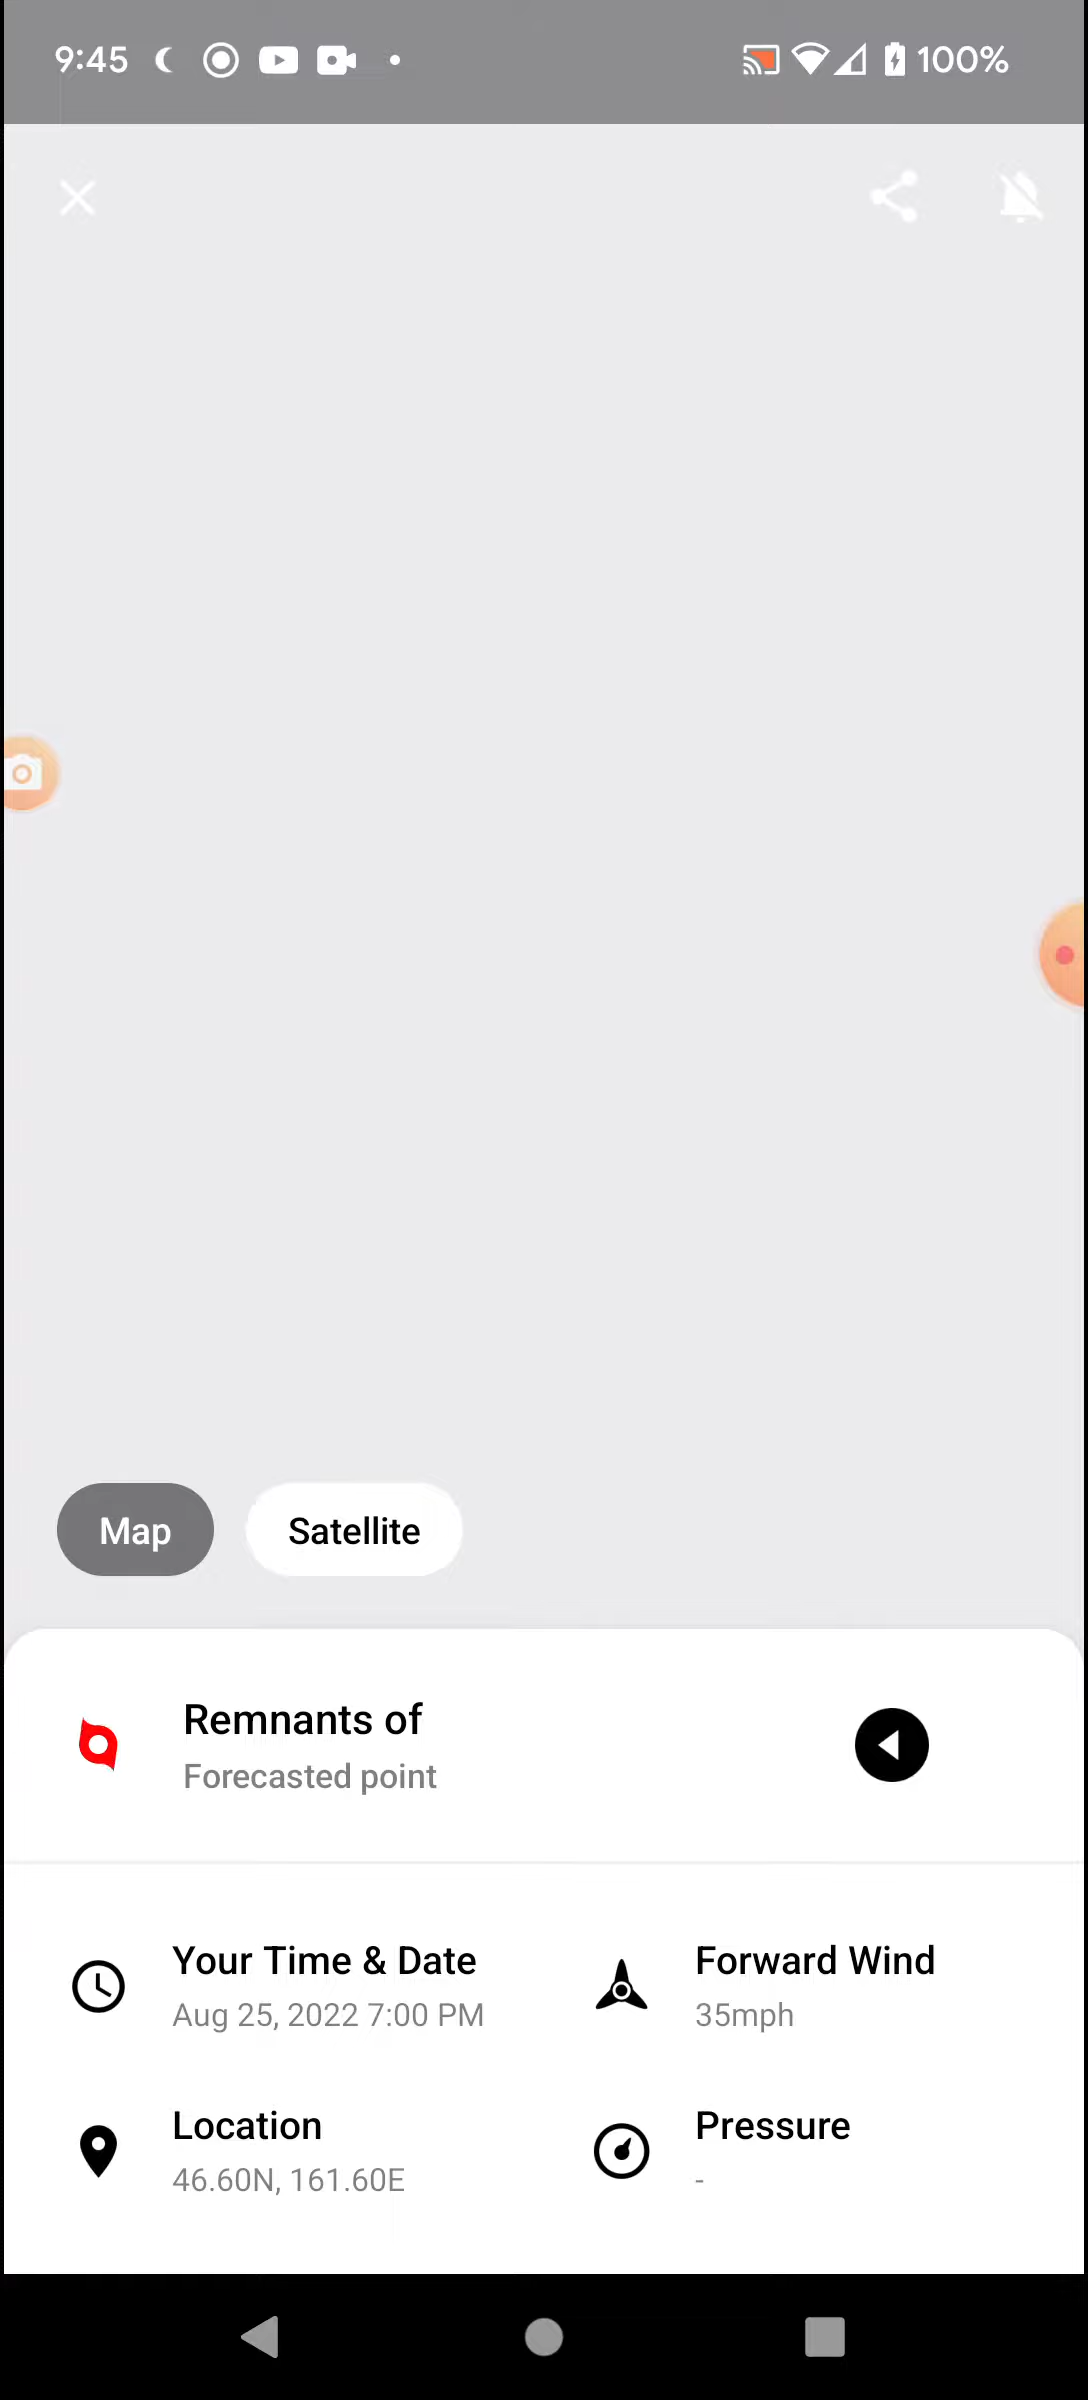 9:45
100%
Map
Satellite
Remnants of
Forecasted point
Your Time & Date
Aug 25, 2022 7:00 PM
Forward Wind
35mph
Location
46.60N, 161.60E
Pressure
-